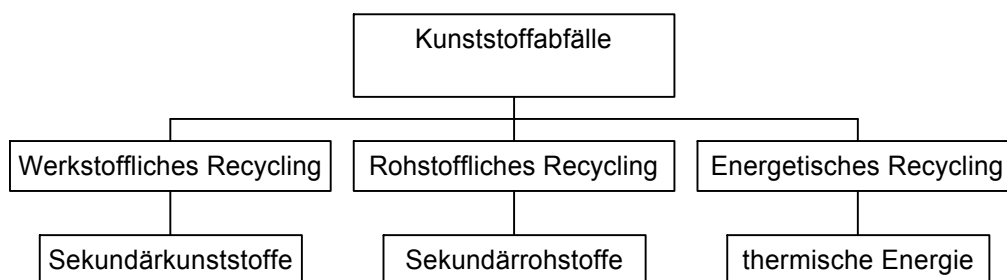 Kunststoffabfälle
Werkstoffliches Recycling
Rohstoffliches Recycling
Energetisches Recycling
Sekundärkunststoffe
Sekundärrohstoffe
thermische Energie